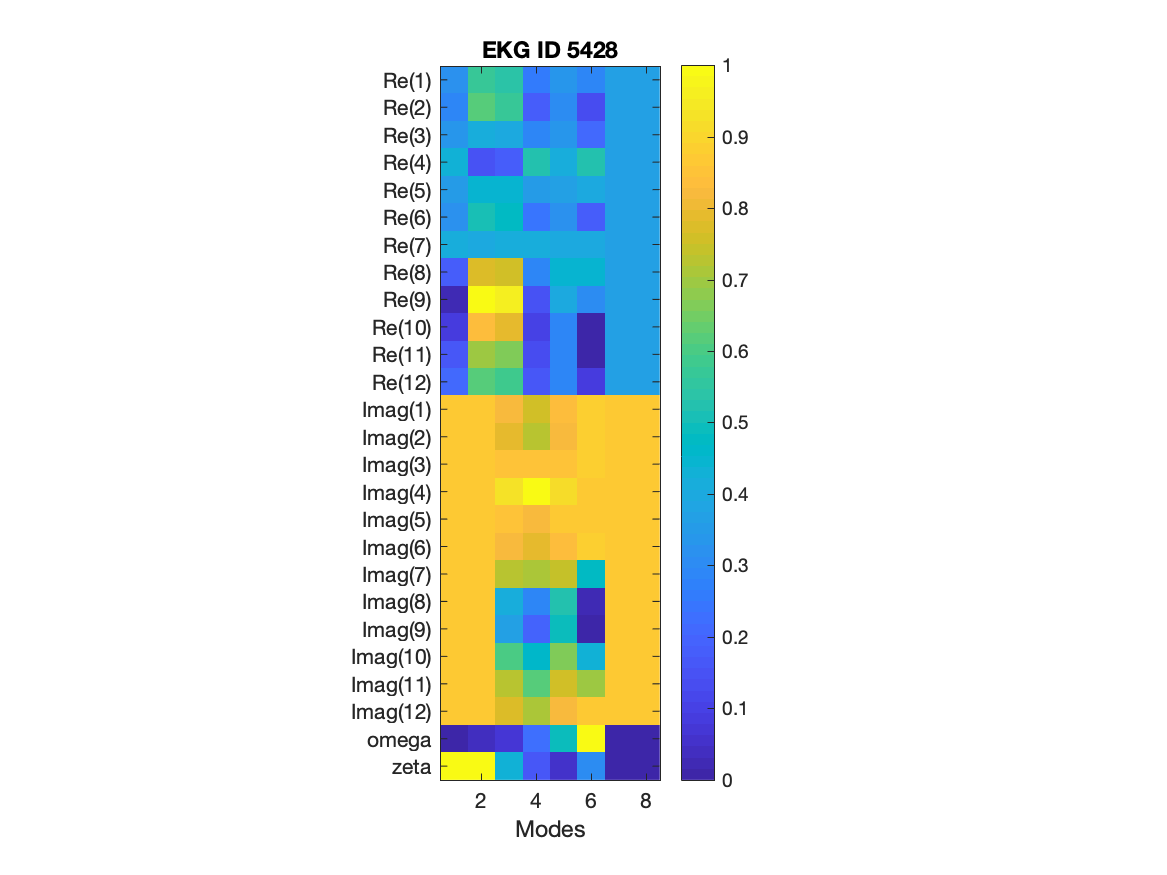 EKG ID 5428
Re(1)
Re(2)
Re(3)
Re(4)
Re(5)
Re(6)
Re(7)
Re(8)
Re(9)
Re(10)
Re(11)
Re(12)
Imag(1)
Imag(2)
Imag(3)
Imag(4)
Imag(5)
Imag(6)
Imag(7)
Imag(8)
Imag(9)
Imag(10)
Imag(11)
Imag(12)
omega
zeta
2 4 6 8
Modes
1
0.9
0.8
0.7
0.6
0.5
0.4
0.3
0.2
0.1
0